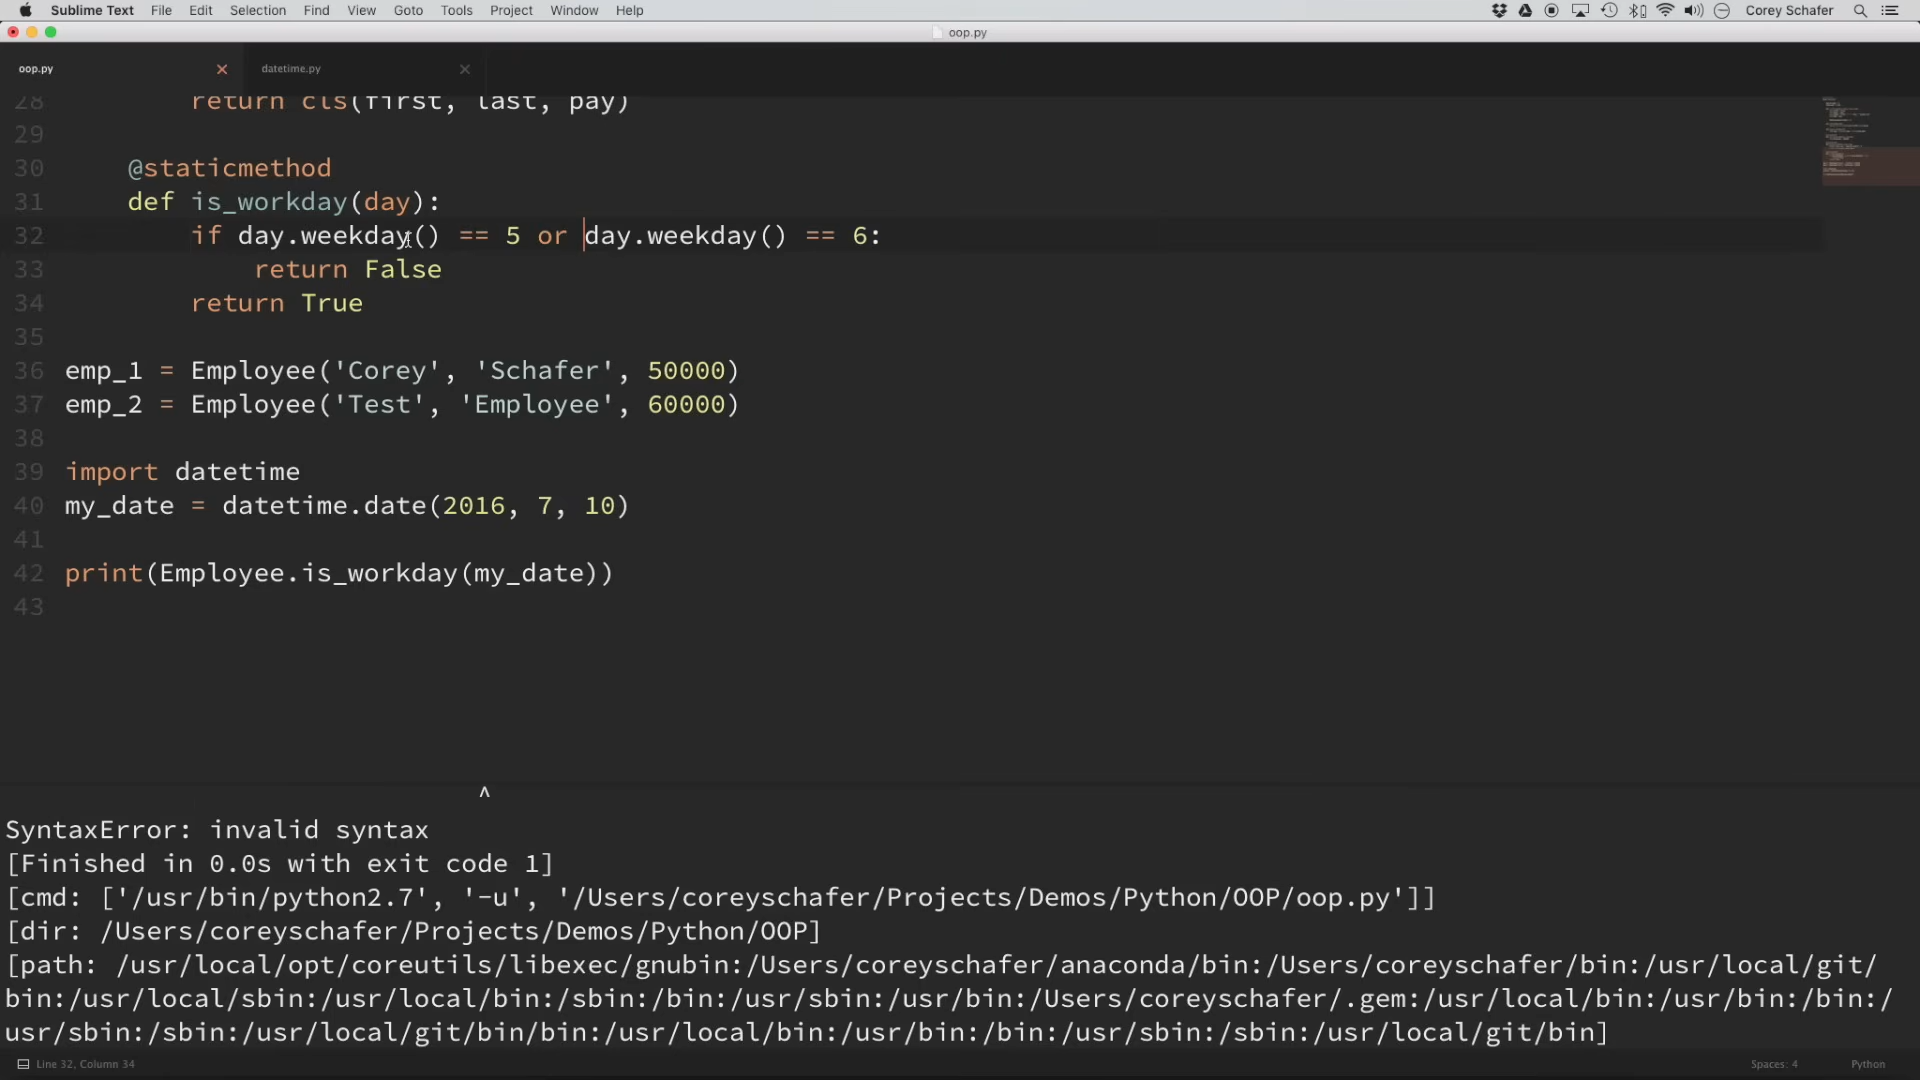 Sublime Text File Edit Selection Find View Goto Tools Project Window Help Corey Schafer
oop.py
oop.py datetime.py
28 return cls(first, last, pay)
29
30 @staticmethod
31 def is_workday(day):
32 if day.weekday() == 5 or day.weekday() == 6:
33 return False
34 return True
35
36 emp_1 = Employee('Corey', 'Schafer', 50000)
37 emp_2 = Employee('Test', 'Employee', 60000)
38
39 import datetime
40 my_date = datetime.date(2016, 7, 10)
41
42 print(Employee.is_workday(my_date))
43
^
SyntaxError: invalid syntax
[Finished in 0.0s with exit code 1]
[cmd: ['/usr/bin/python2.7', '-u', '/Users/coreyschafer/Projects/Demos/Python/OOP/oop.py']]
[dir: /Users/coreyschafer/Projects/Demos/Python/OOP]
[path: /usr/local/opt/coreutils/libexec/gnubin:/Users/coreyschafer/anaconda/bin:/Users/coreyschafer/bin:/usr/local/git/
bin:/usr/local/sbin:/usr/local/bin:/sbin:/bin:/usr/sbin:/usr/bin:/Users/coreyschafer/.gem:/usr/local/bin:/usr/bin:/bin:/
usr/sbin:/sbin:/usr/local/git/bin/bin:/usr/local/bin:/usr/bin:/bin:/usr/sbin:/sbin:/usr/local/git/bin]
Line 32, Column 34 Spaces: 4 Python